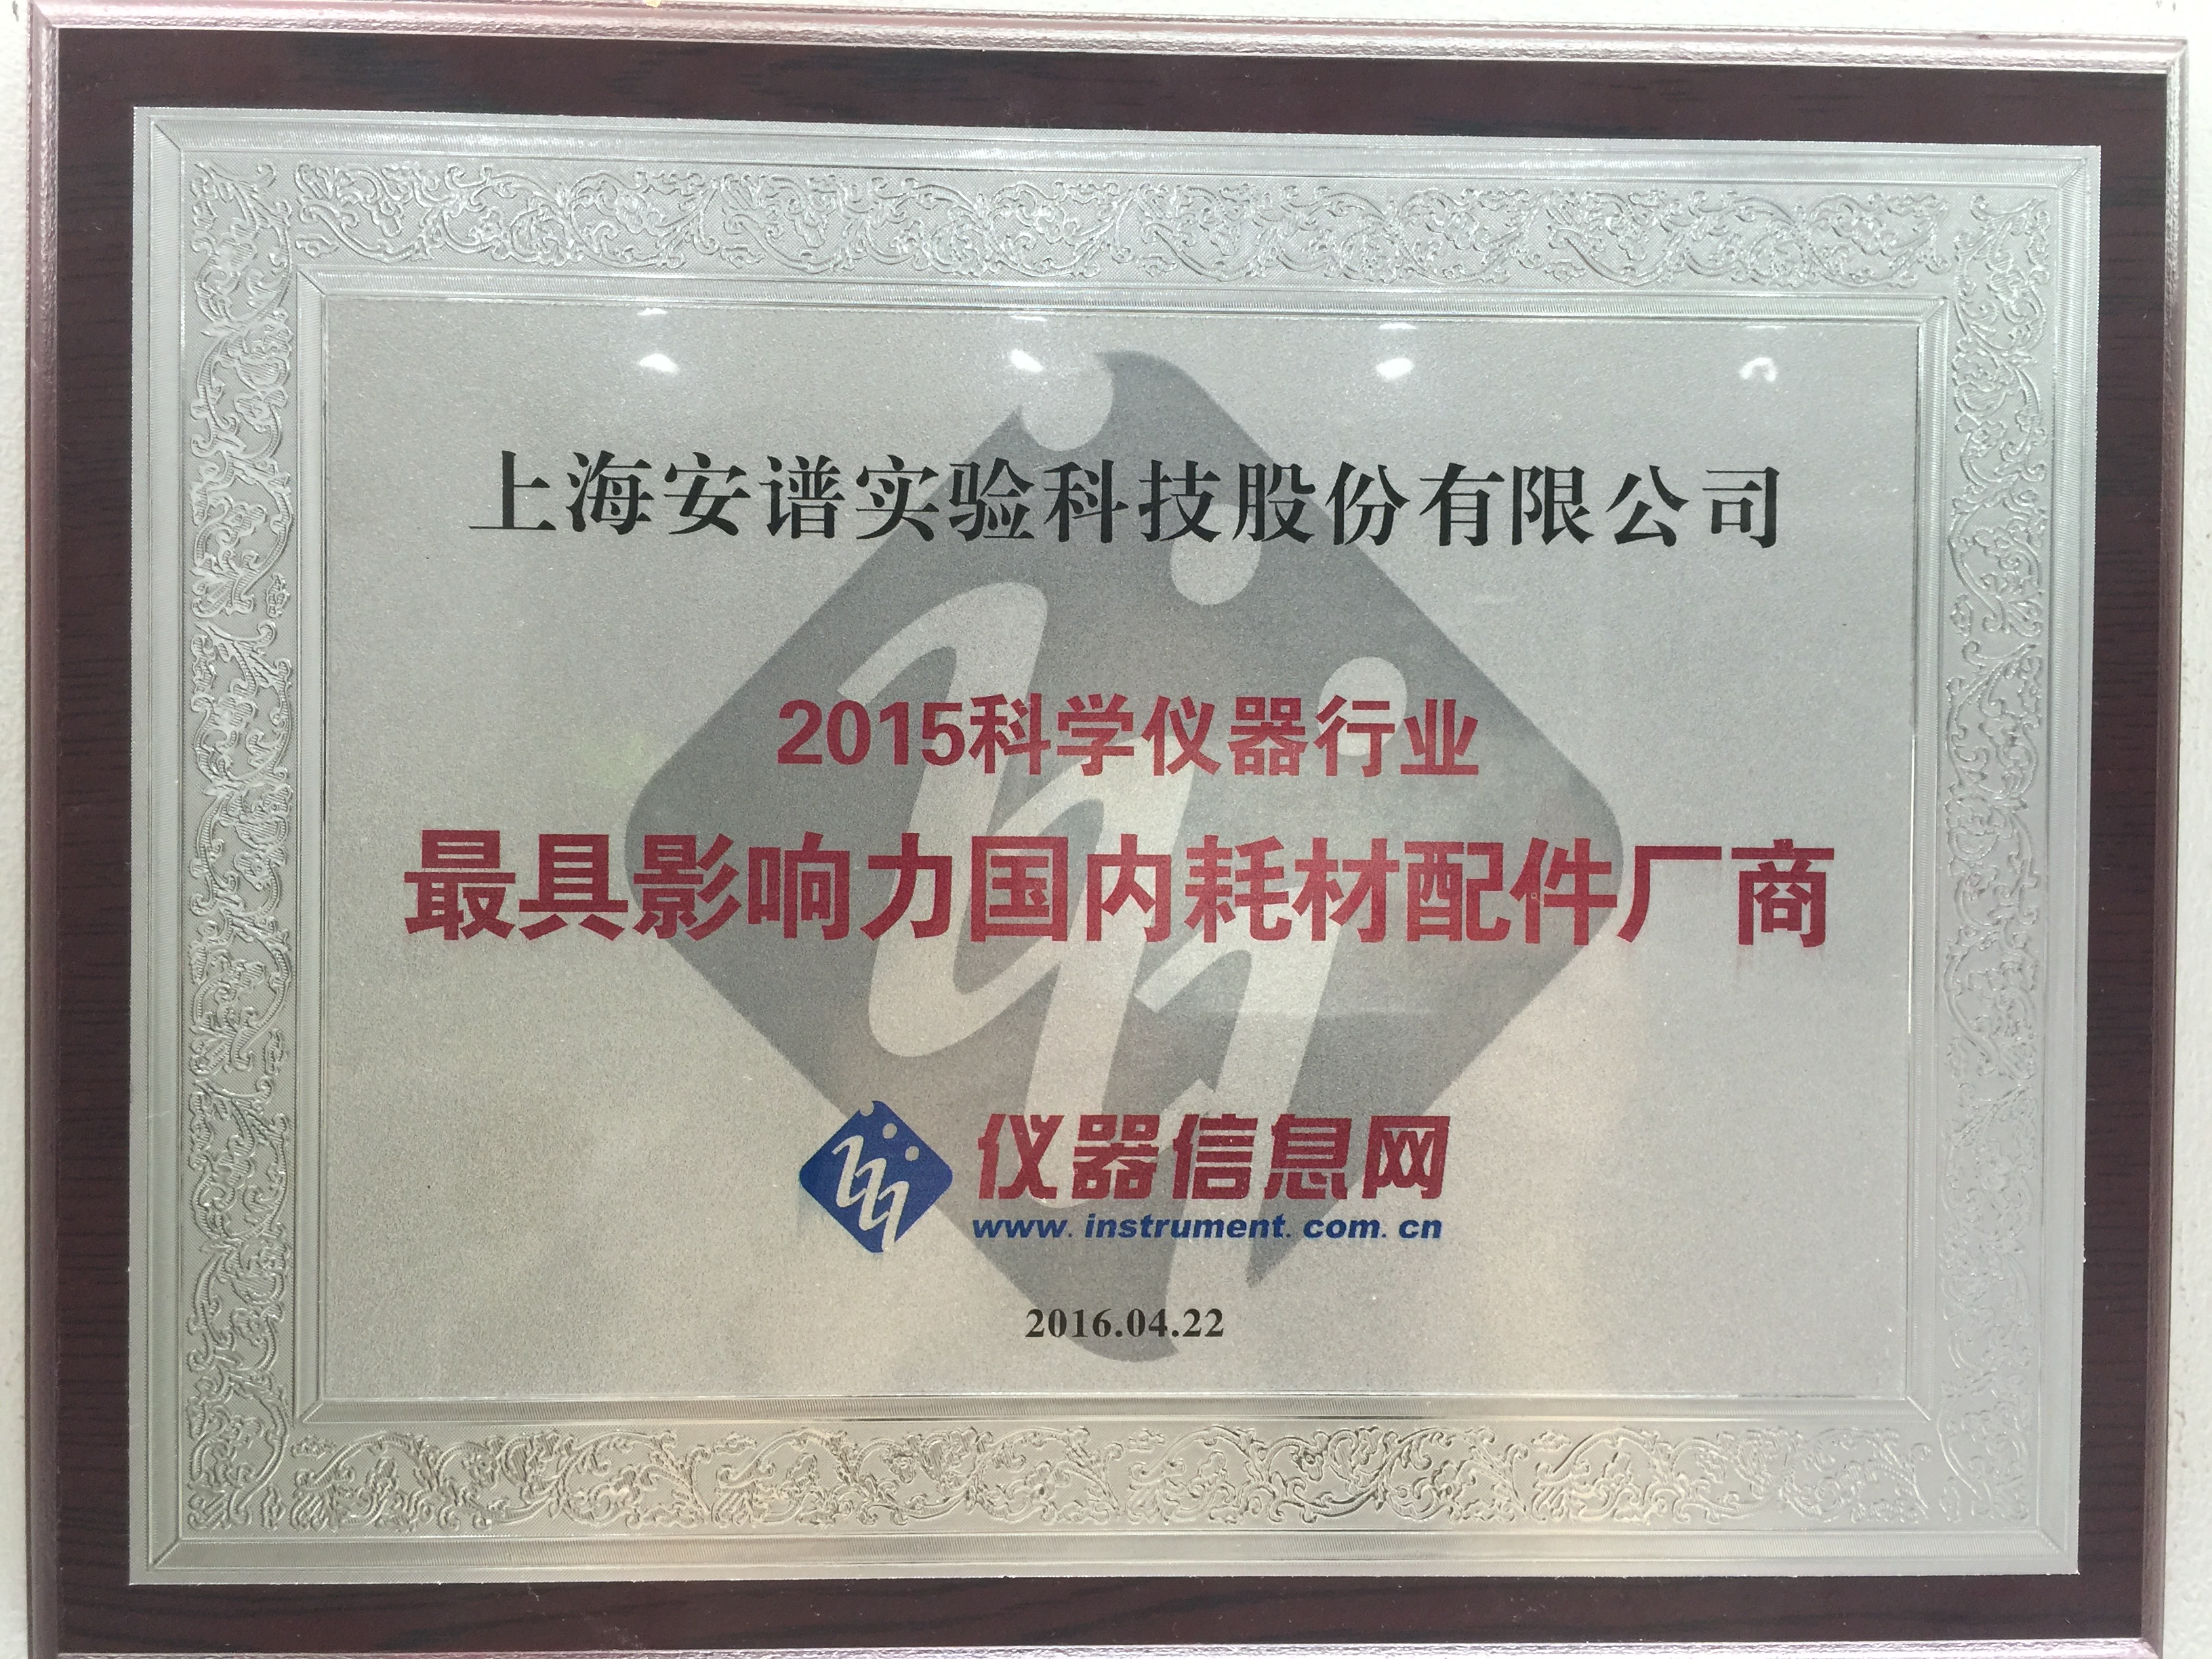 上海安谱实验科技股份有限公司
2015科学仪器行业
最具影响力国内耗材配件厂商
仪器信息网
www.instrument.com.cn
2016.04.22